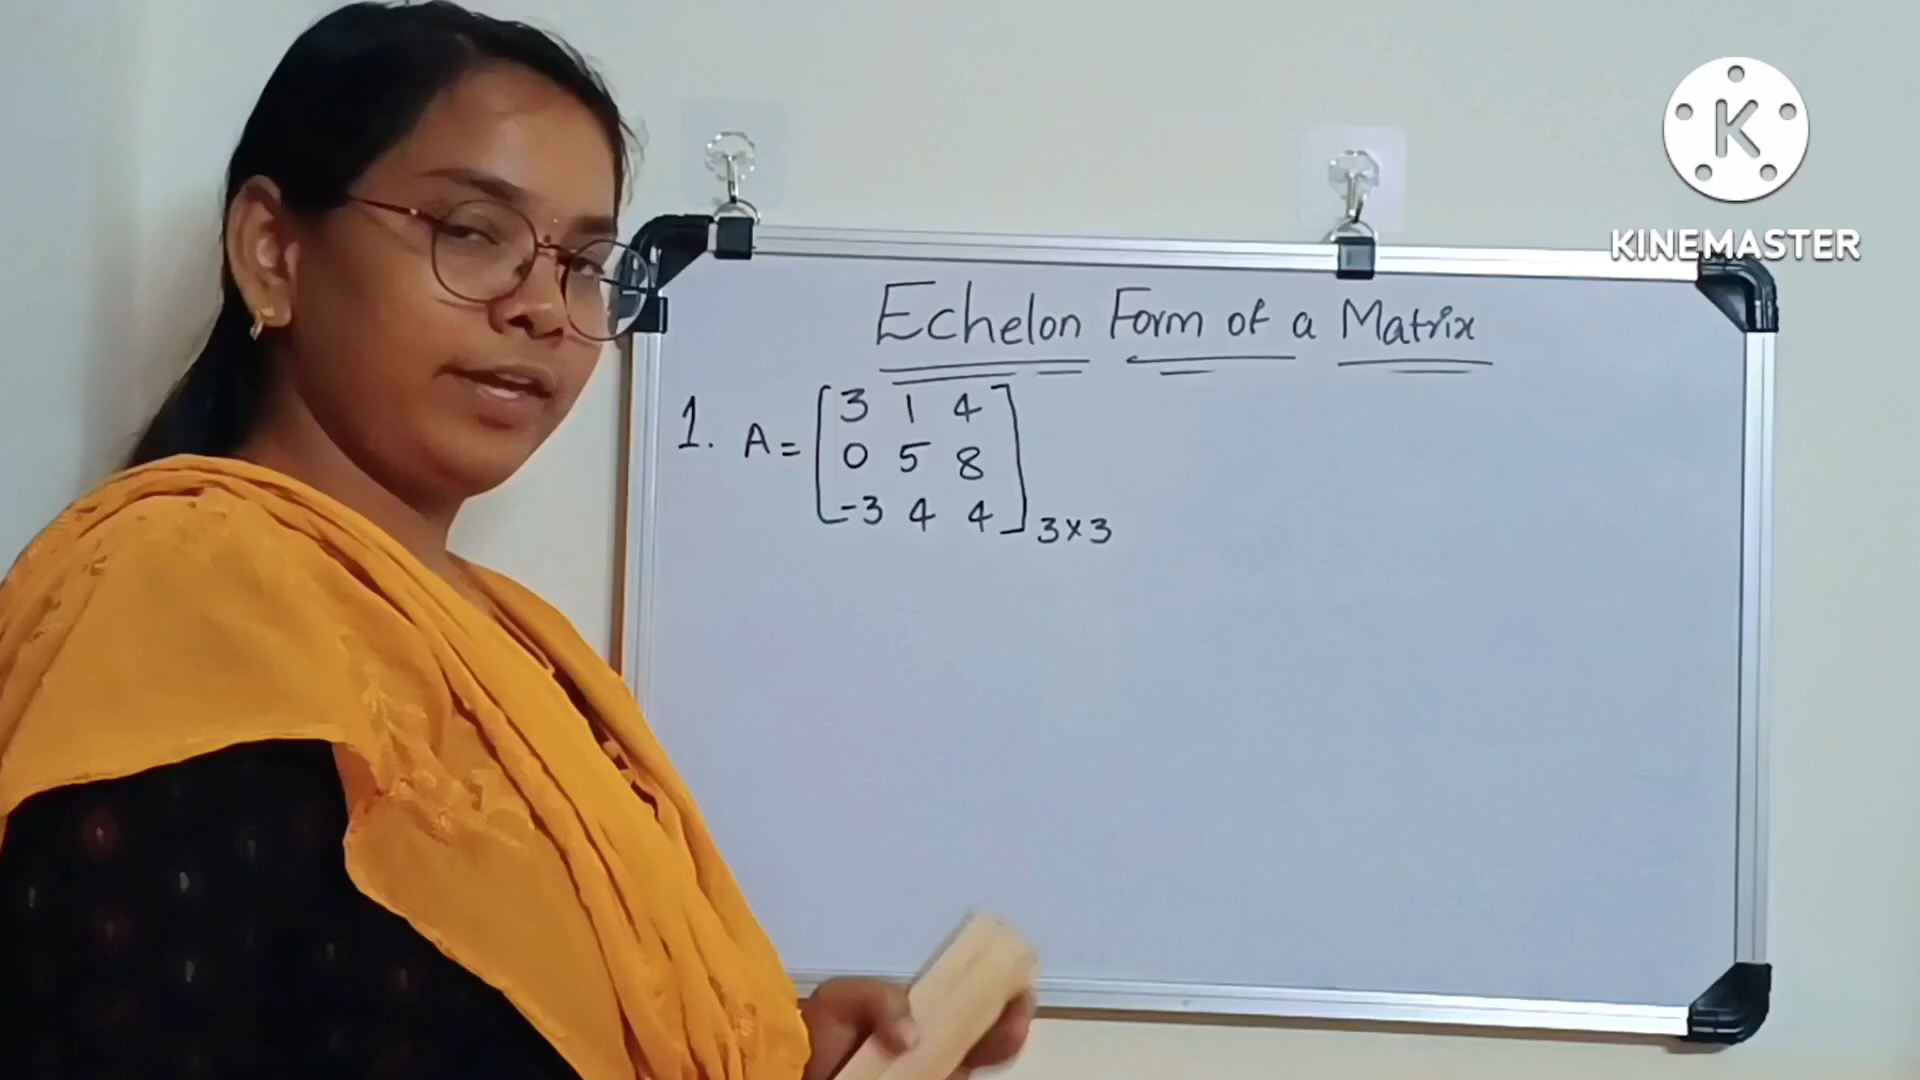 KINEMASTER
Echelon Form of a Matrix
1. A = [3 1 4
0 5 8
-3 4 4] 3×3